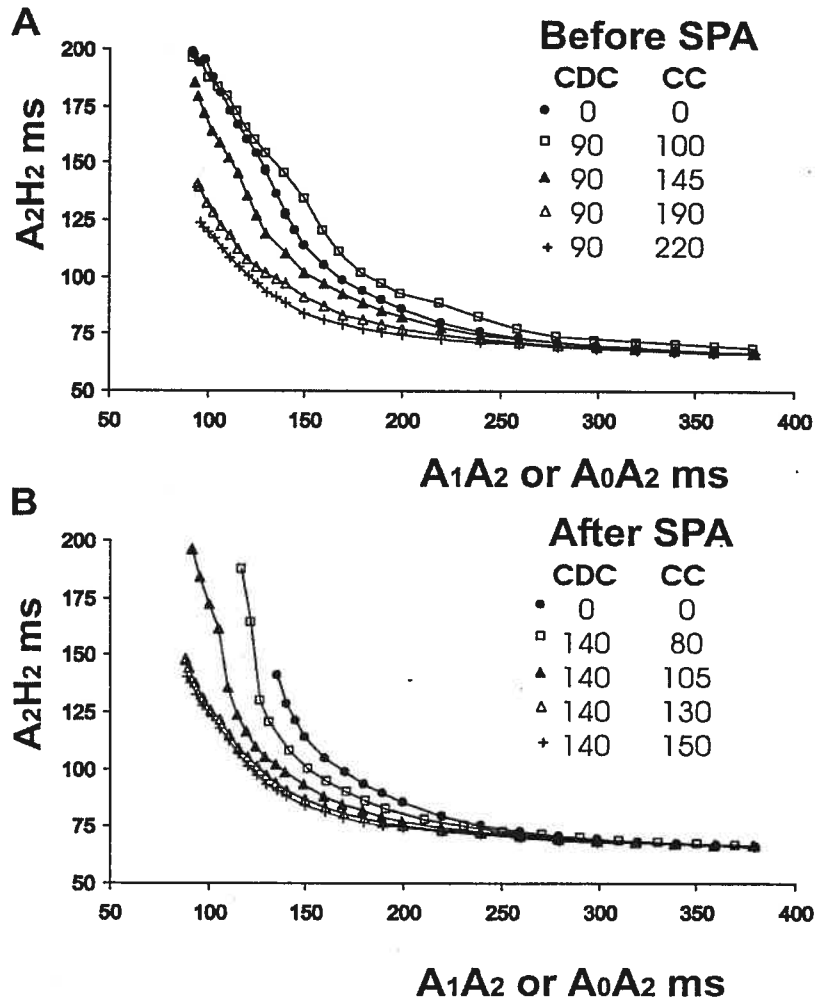 A
Before SPA
CDC CC
0 0
90 100
90 145
90 190
90 220
A2H2 ms
200
175
150
125
100
75
50
50 100 150 200 250 300 350 400
A1A2 or A0A2 ms
B
After SPA
CDC CC
0 0
140 80
140 105
140 130
140 150
A2H2 ms
200
175
150
125
100
75
50
50 100 150 200 250 300 350 400
A1A2 or A0A2 ms